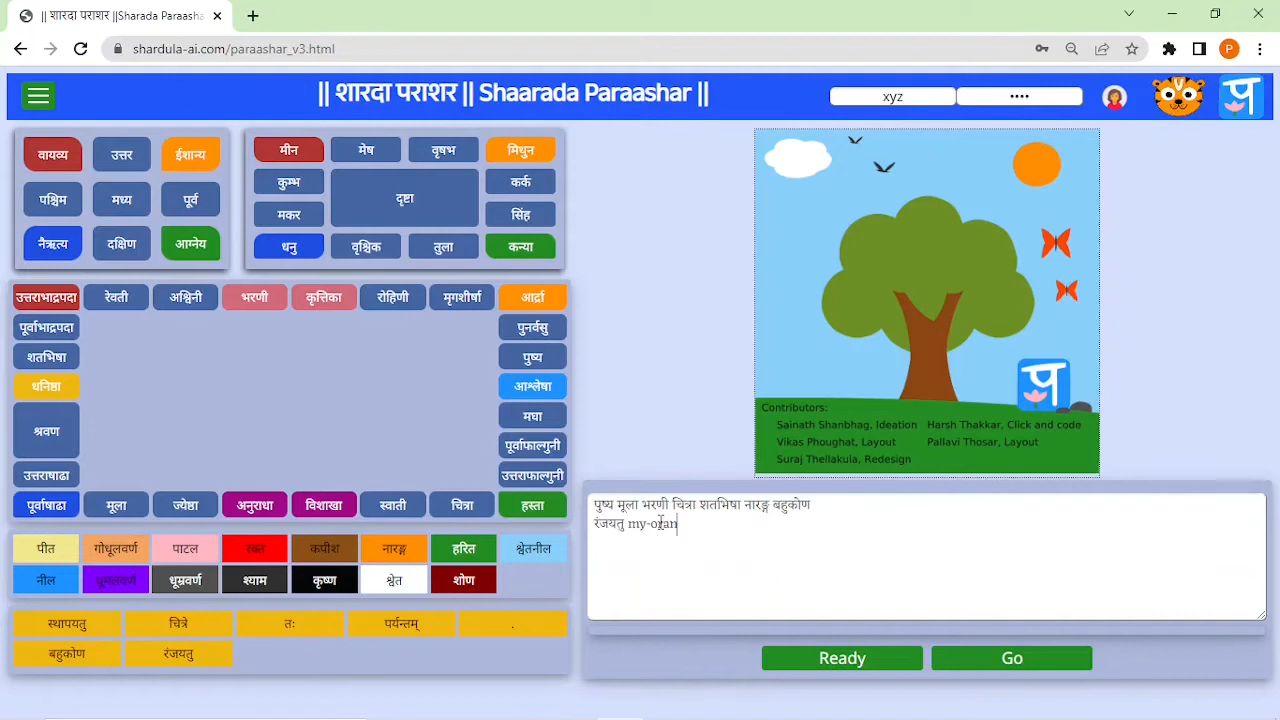 || शारदा पराशर ||Sharada Parаasha
shardula-ai.com/paraashar_v3.html
P
|| शारदा पराशर || Shaarada Paraashar ||
xyz
••••
प
वायव्य उत्तर ईशान्य
पश्चिम मध्य पूर्व
नैऋत्य दक्षिण आग्नेय
मीन मेष वृषभ मिथुन
कुम्भ दृष्टा कर्क
मकर सिंह
धनु वृश्चिक तुला कन्या
उत्तराभाद्रपदा रेवती अश्विनी भरणी कृत्तिका रोहिणी मृगशीर्षा आर्द्रा
पूर्वाभाद्रपदा पुनर्वसु
शतभिषा पुष्य
धनिष्ठा आश्लेषा
श्रवण मघा
पूर्वाफाल्गुनी
उत्तराषाढा उत्तराफाल्गुनी
पूर्वाषाढा मूला ज्येष्ठा अनुराधा विशाखा स्वाती चित्रा हस्ता
पीत गोधूलवर्ण पाटल रक्त कपीश नारङ्ग हरित श्वेतनील
नील धूमलवर्ण धूम्रवर्ण श्याम कृष्ण श्वेत शोण
स्थापयतु चित्रे तः पर्यन्तम् .
बहुकोण रंजयतु
प
Contributors:
Sainath Shanbhag, Ideation Harsh Thakkar, Click and code
Vikas Phoughat, Layout Pallavi Thosar, Layout
Suraj Thellakula, Redesign
पुष्य मूला भरणी चित्रा शतभिषा नारङ्ग बहुकोण
रंजयतु my-oran
Ready Go